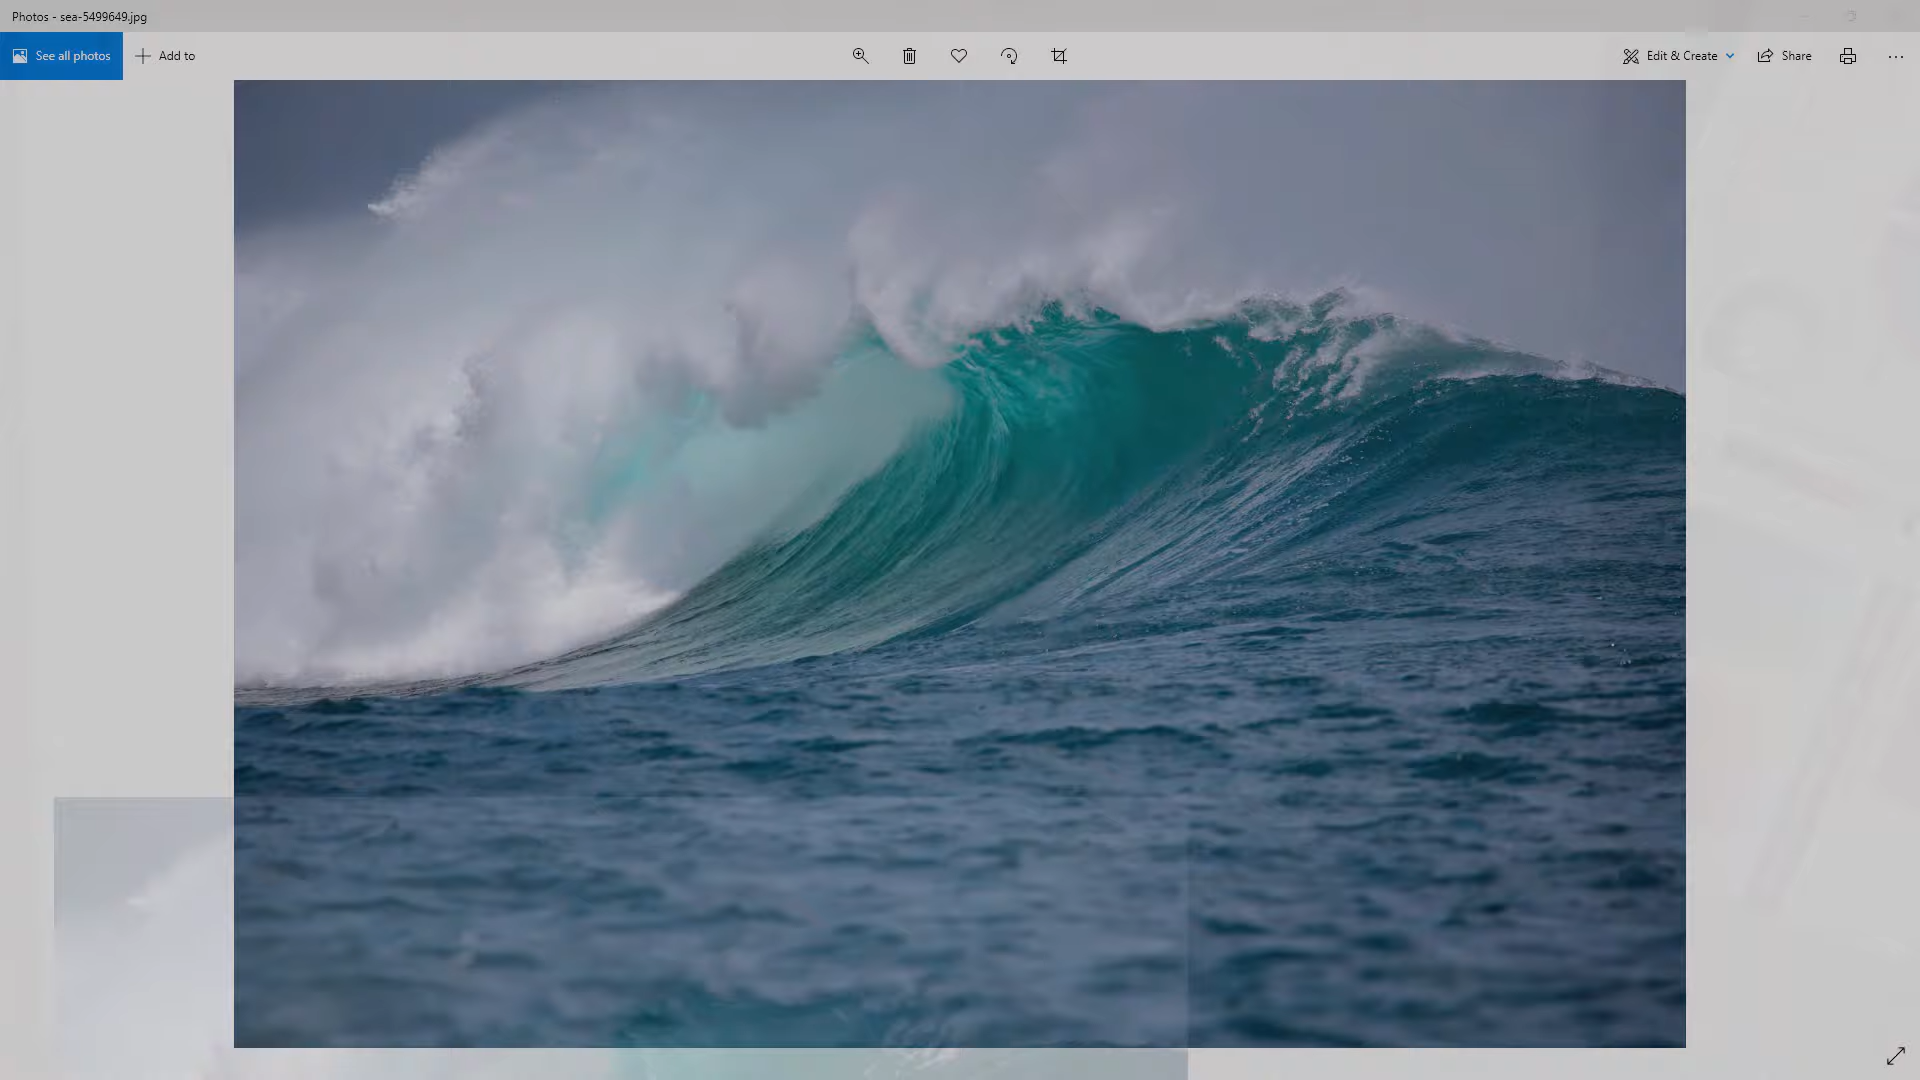 Photos - sea-5499649.jpg
See all photos
Add to
Edit & Create
Share